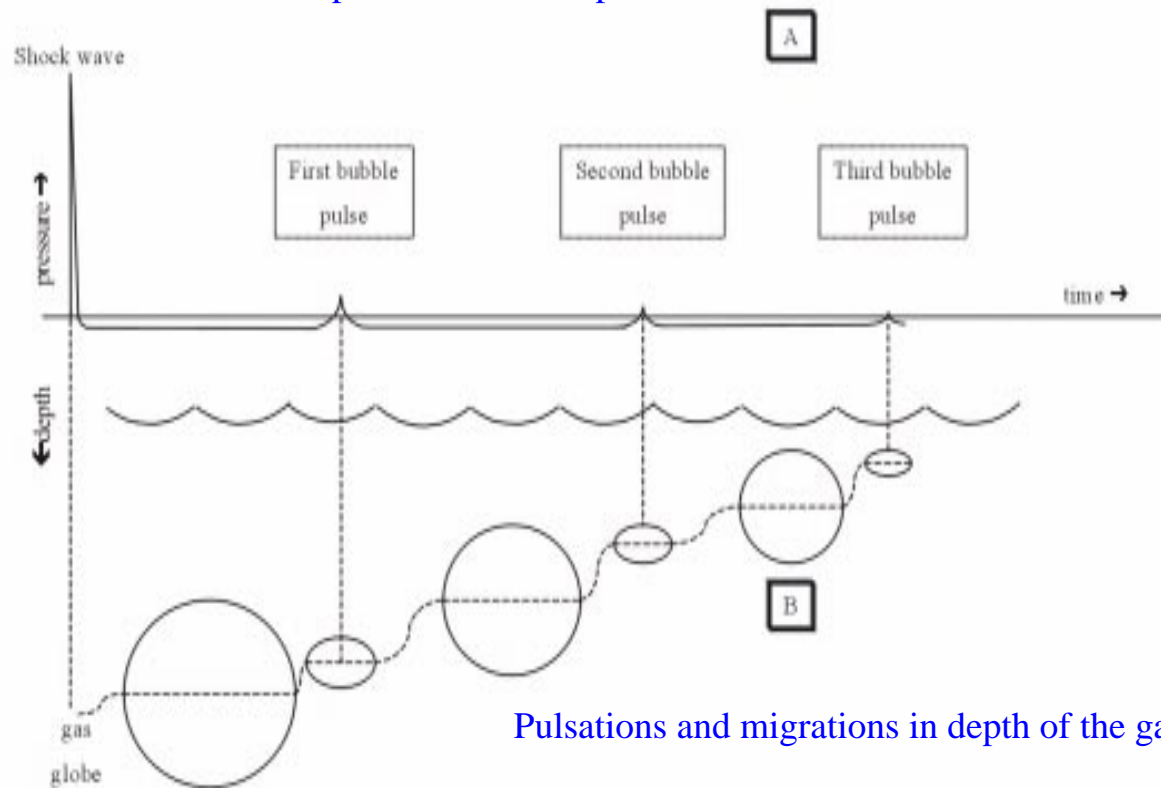 A
Shock wave
First bubble
pulse
Second bubble
pulse
Third bubble
pulse
pressure →
time →
←depth
B
gas
globe
Pulsations and migrations in depth of the ga